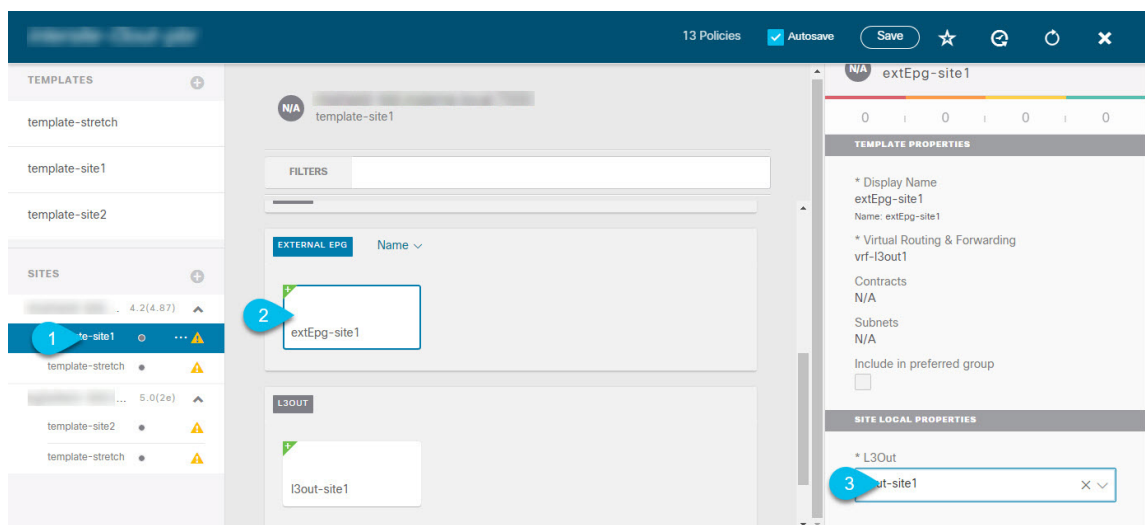 13 Policies
Autosave
Save
TEMPLATES
template-stretch
template-site1
template-site2
SITES
... 4.2(4.87)
1
te-site1 ...
template-stretch
... 5.0(2e)
template-site2
template-stretch
N/A
template-site1
FILTERS
EXTERNAL EPG Name
2
extEpg-site1
L3OUT
l3out-site1
N/A extEpg-site1
0 0 0 0
TEMPLATE PROPERTIES
* Display Name
extEpg-site1
Name: extEpg-site1
* Virtual Routing & Forwarding
vrf-l3out1
Contracts
N/A
Subnets
N/A
Include in preferred group
SITE LOCAL PROPERTIES
* L3Out
3
ut-site1